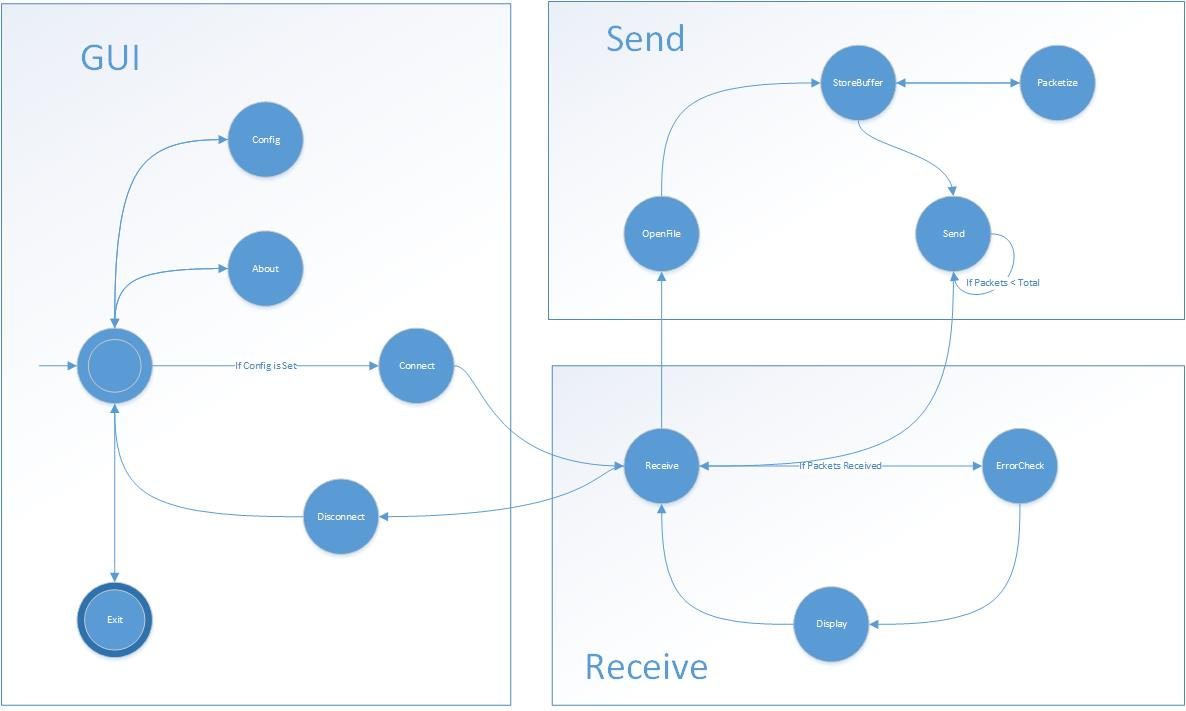 GUI
Config
About
If Config is Set
Connect
Disconnect
Exit
Send
StoreBuffer
Packetize
OpenFile
Send
If Packets < Total
Receive
If Packets Received
ErrorCheck
Display
Receive